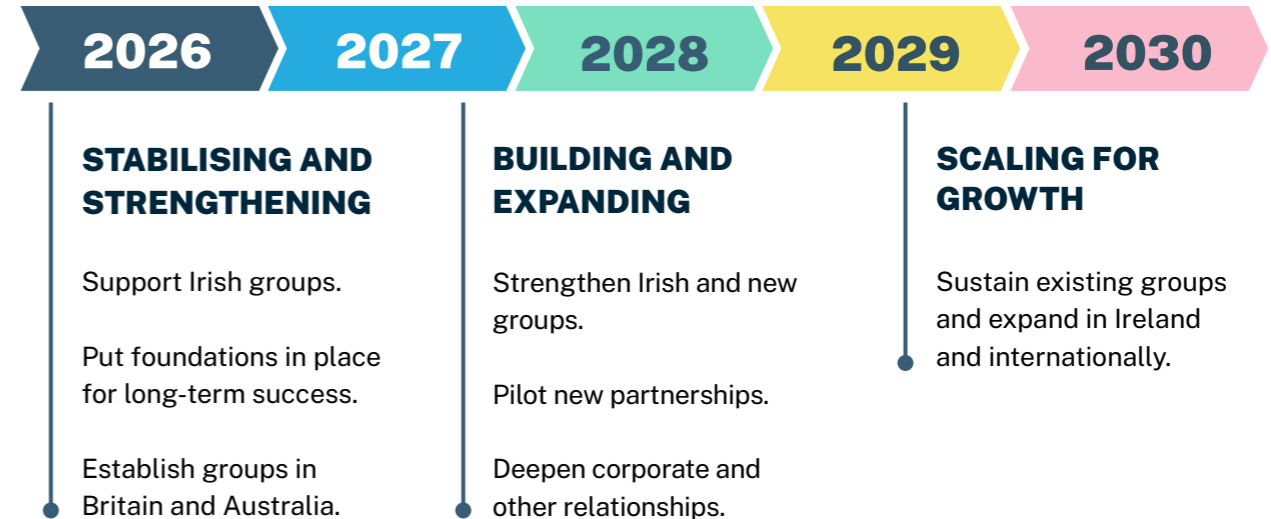 2026
2027
2028
2029
2030
STABILISING AND
STRENGTHENING
Support Irish groups.
Put foundations in place
for long-term success.
Establish groups in
Britain and Australia.
BUILDING AND
EXPANDING
Strengthen Irish and new
groups.
Pilot new partnerships.
Deepen corporate and
other relationships.
SCALING FOR
GROWTH
Sustain existing groups
and expand in Ireland
and internationally.